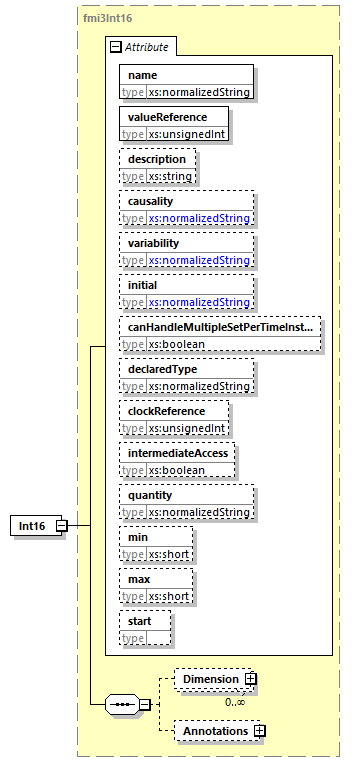 fmi3Int16
Attribute
name
type xs:normalizedString
valueReference
type xs:unsignedInt
description
type xs:string
causality
type xs:normalizedString
variability
type xs:normalizedString
initial
type xs:normalizedString
canHandleMultipleSetPerTimeInst...
type xs:boolean
declaredType
type xs:normalizedString
clockReference
type xs:unsignedInt
intermediateAccess
type xs:boolean
quantity
type xs:normalizedString
Int16
min
type xs:short
max
type xs:short
start
type
Dimension
0..∞
Annotations